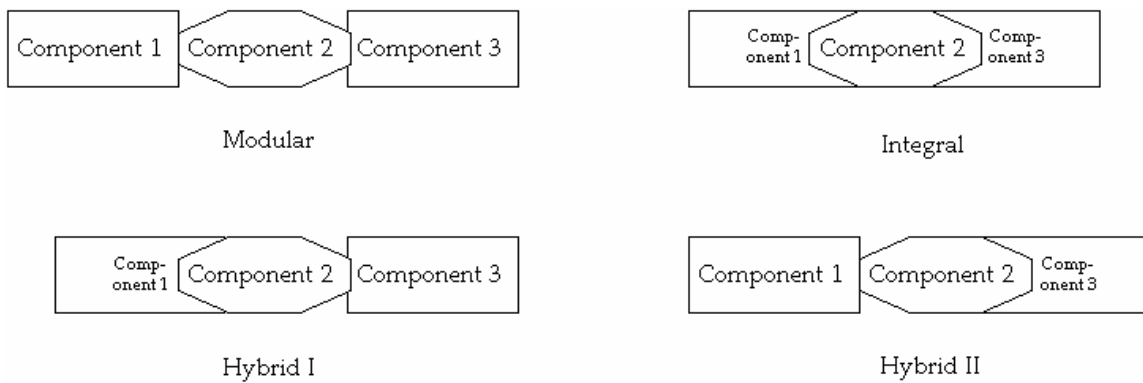 Component 1 Component 2 Component 3
Modular
Comp-
onent 1
Component 2
Comp-
onent 3
Integral
Comp-
onent 1
Component 2 Component 3
Hybrid I
Component 1 Component 2
Comp-
onent 3
Hybrid II